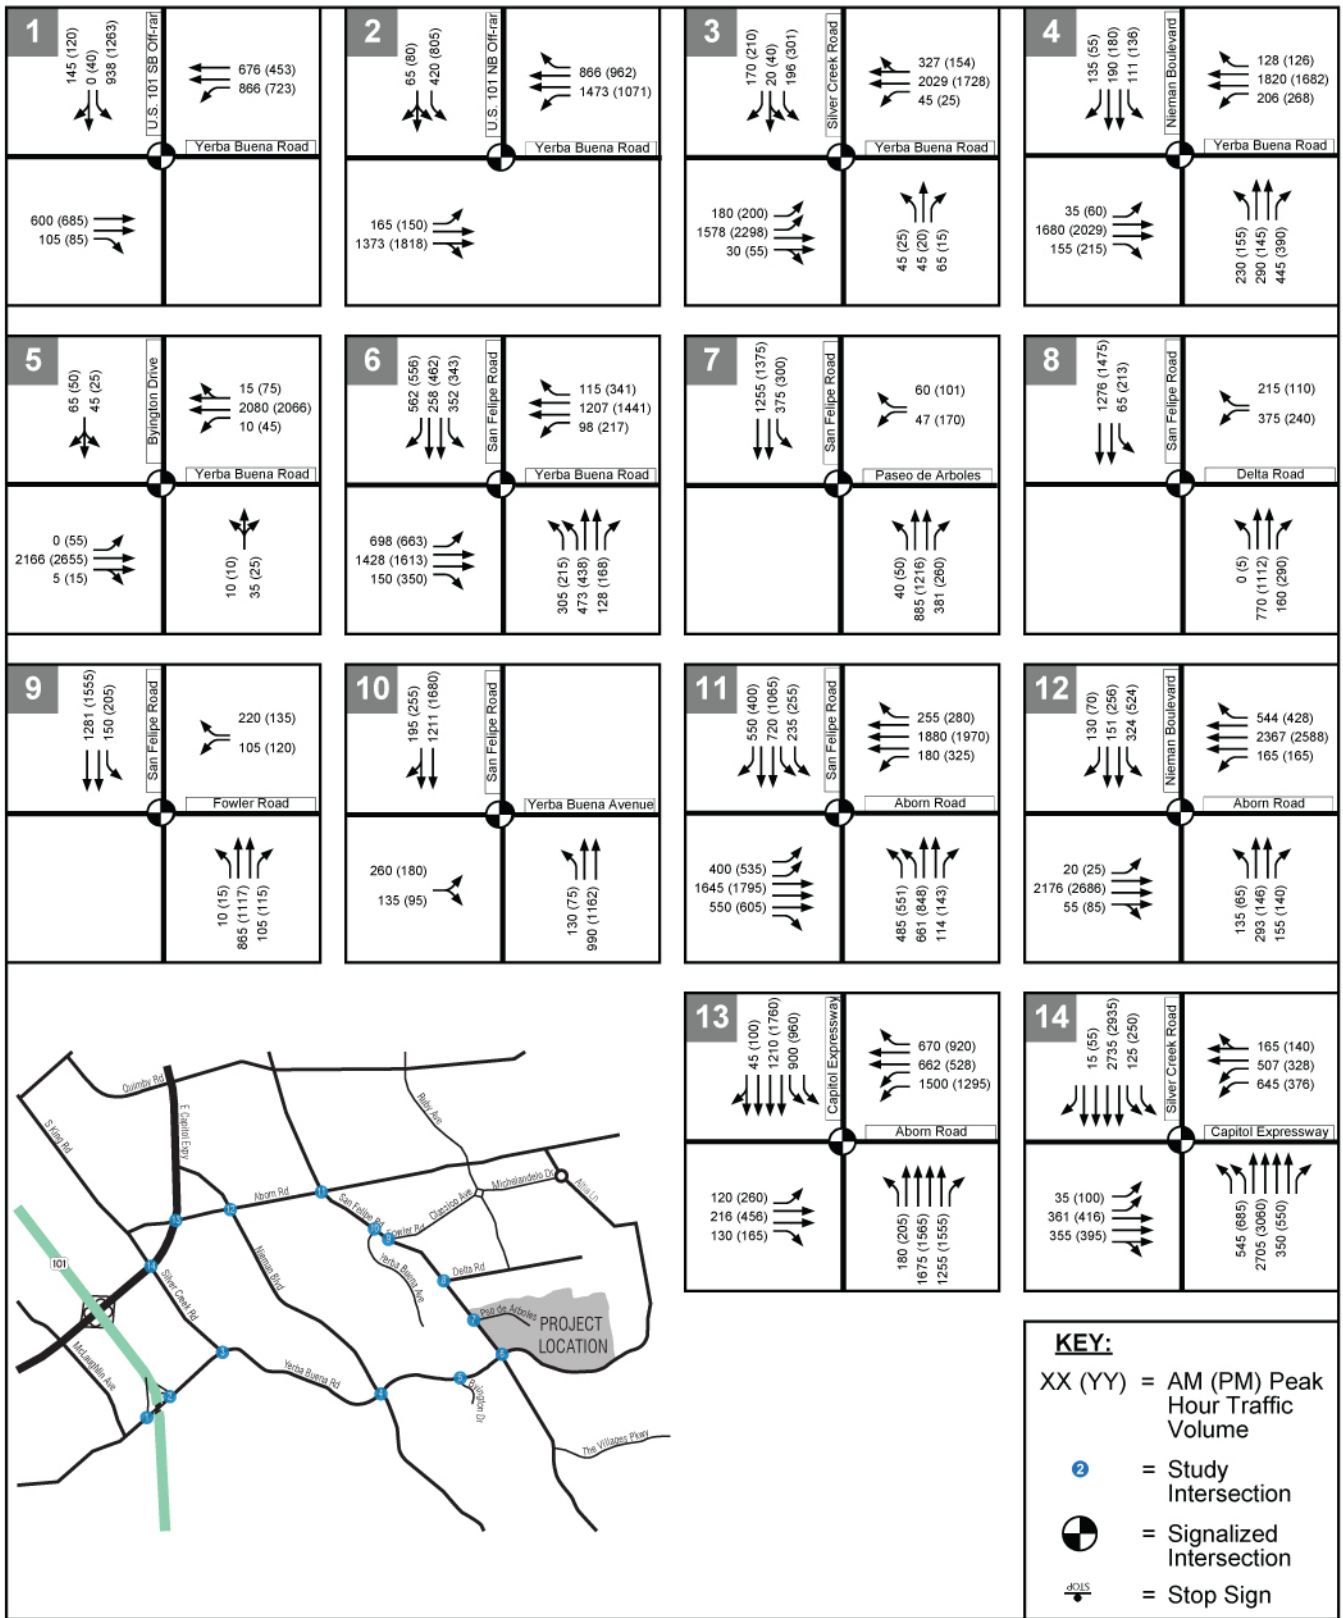 1
145 (120)
0 (40)
938 (1263)
U.S. 101 SB Off-ran
676 (453)
866 (723)
Yerba Buena Road
600 (685)
105 (85)
2
65 (80)
420 (805)
U.S. 101 NB Off-ran
866 (962)
1473 (1071)
Yerba Buena Road
165 (150)
1373 (1818)
3
170 (210)
20 (40)
196 (301)
Silver Creek Road
327 (154)
2029 (1728)
45 (25)
Yerba Buena Road
180 (200)
1578 (2298)
30 (55)
45 (25)
45 (20)
65 (15)
4
135 (55)
190 (180)
111 (136)
Nieman Boulevard
128 (126)
1820 (1682)
206 (268)
Yerba Buena Road
35 (60)
1680 (2029)
155 (215)
230 (155)
290 (145)
445 (390)
5
65 (50)
45 (25)
Byington Drive
15 (75)
2080 (2066)
10 (45)
Yerba Buena Road
0 (55)
2166 (2655)
5 (15)
10 (10)
35 (25)
6
562 (556)
258 (462)
352 (343)
San Felipe Road
115 (341)
1207 (1441)
98 (217)
Yerba Buena Road
698 (663)
1428 (1613)
150 (350)
305 (215)
473 (438)
128 (168)
7
1255 (1375)
375 (300)
San Felipe Road
60 (101)
47 (170)
Paseo de Arboles
40 (50)
885 (1216)
381 (260)
8
1276 (1475)
65 (213)
San Felipe Road
215 (110)
375 (240)
Delta Road
0 (5)
770 (1112)
160 (290)
9
1281 (1555)
150 (205)
San Felipe Road
220 (135)
105 (120)
Fowler Road
10 (15)
865 (1117)
105 (115)
10
195 (255)
1211 (1680)
San Felipe Road
Yerba Buena Avenue
260 (180)
135 (95)
130 (75)
990 (1162)
11
550 (400)
720 (1065)
235 (255)
San Felipe Road
255 (280)
1880 (1970)
180 (325)
Aborn Road
400 (535)
1645 (1795)
550 (605)
485 (551)
661 (848)
114 (143)
12
130 (70)
151 (256)
324 (524)
Nieman Boulevard
544 (428)
2367 (2588)
165 (165)
Aborn Road
20 (25)
2176 (2686)
55 (85)
135 (65)
293 (146)
155 (140)
13
45 (100)
1210 (1760)
900 (960)
Capitol Expressway
670 (920)
662 (528)
1500 (1295)
Aborn Road
120 (260)
216 (456)
130 (165)
180 (205)
1675 (1565)
1255 (1555)
14
15 (55)
2735 (2935)
125 (250)
Silver Creek Road
165 (140)
507 (328)
645 (376)
Capitol Expressway
35 (100)
361 (416)
355 (395)
545 (685)
2705 (3060)
350 (550)
Quimby Rd
E Capitol Expy
S King Rd
Ruby Ave
Aborn Rd
11
12
13
San Felipe Rd
Classico Ave
Michelandelo Dr
Altia Ln
10
Fowler Rd
9
101
14
Nieman Blvd
Yerba Buena Ave
8
Delta Rd
Silver Creek Rd
7
Pso de Arboles
PROJECT
LOCATION
McLaughlin Ave
3
6
Yerba Buena Rd
5
4
2
1
Byington Dr
The Villages Pkwy
KEY:
XX (YY) = AM (PM) Peak
Hour Traffic
Volume
2 = Study
Intersection
= Signalized
Intersection
STOP = Stop Sign